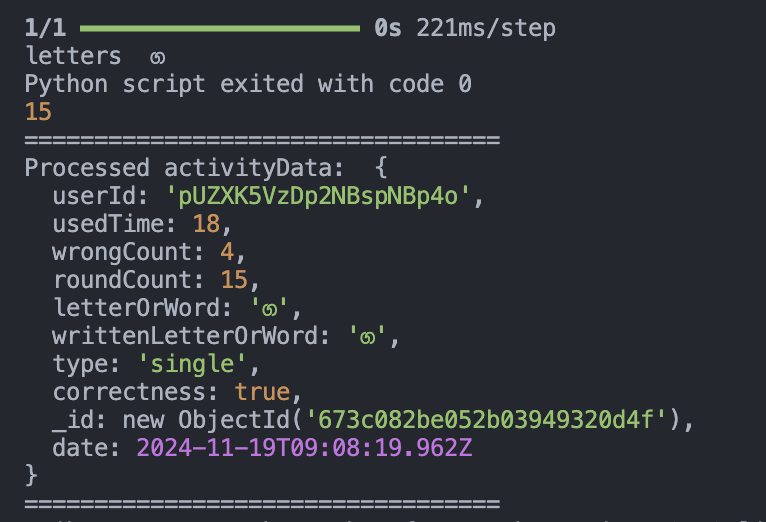 1/1 ━━━━━━━━━━━━━━━━━━━━ 0s 221ms/step
letters  ග
Python script exited with code 0
15
==================================
Processed activityData:  {
  userId: 'pUZXK5VzDp2NBspNBp4o',
  usedTime: 18,
  wrongCount: 4,
  roundCount: 15,
  letterOrWord: 'ග',
  writtenLetterOrWord: 'ග',
  type: 'single',
  correctness: true,
  _id: new ObjectId('673c082be052b03949320d4f'),
  date: 2024-11-19T09:08:19.962Z
}
==================================